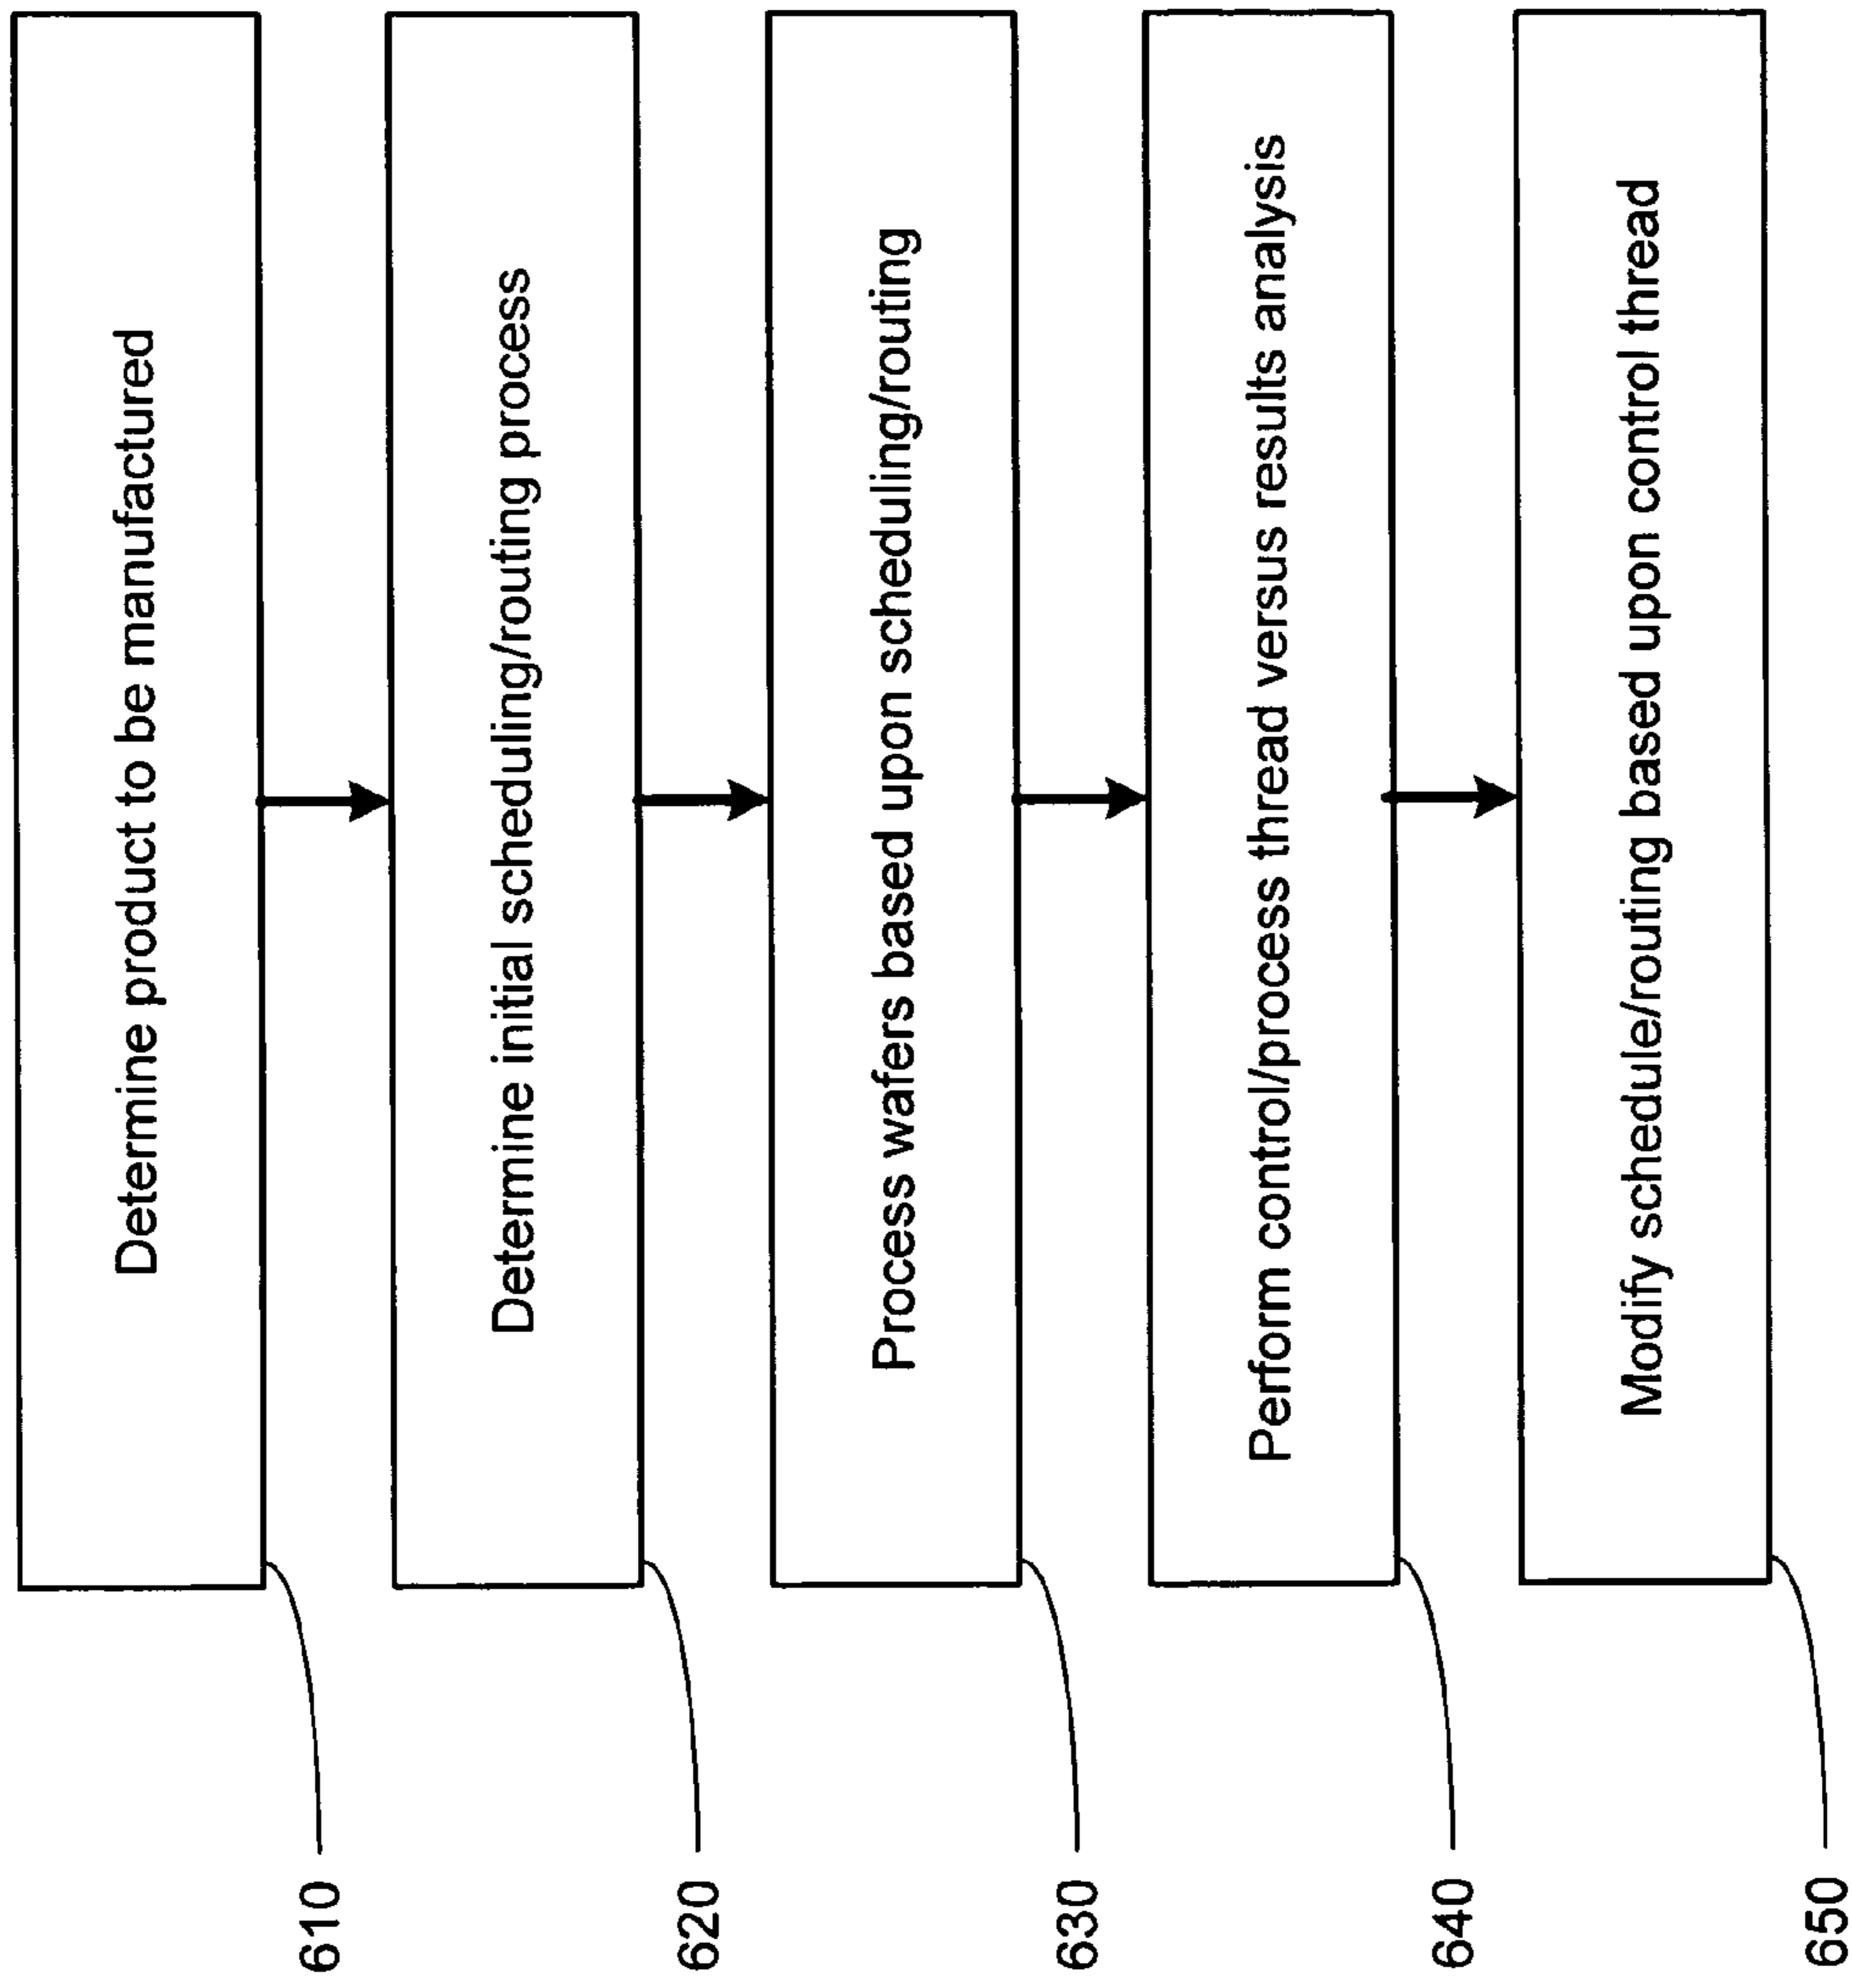 Determine product to be manufactured
610
Determine initial scheduling/routing process
620
Process wafers based upon scheduling/routing
630
Perform control/process thread versus results analysis
640
Modify schedule/routing based upon control thread
650